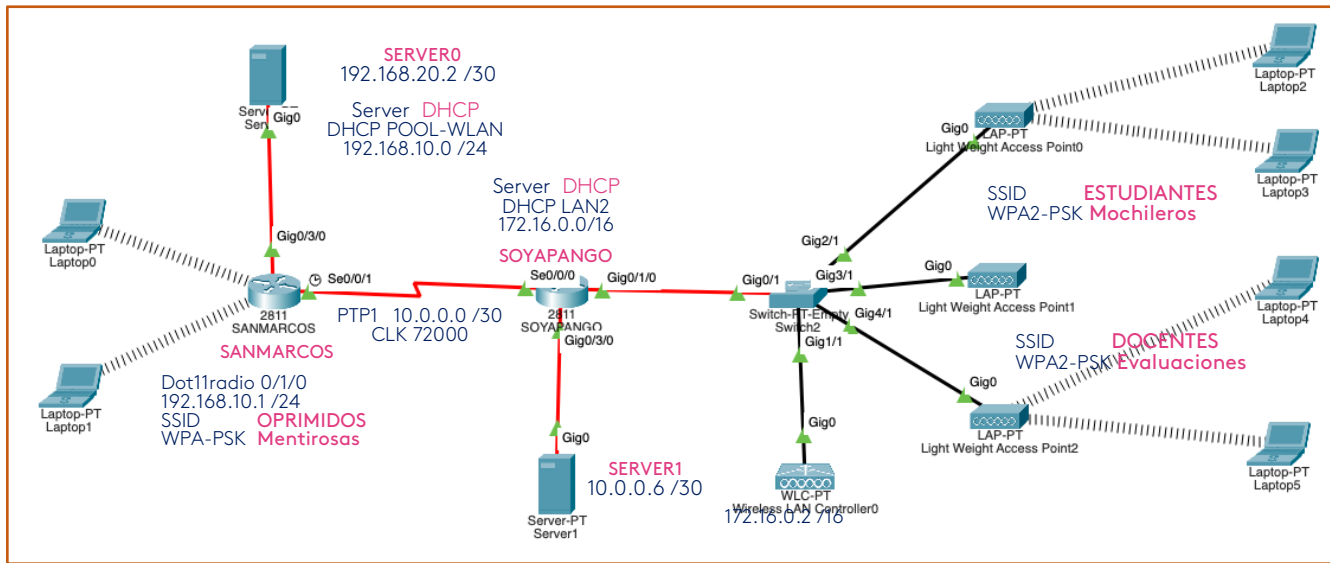 SERVER0
192.168.20.2 /30
Gig0
Server DHCP
DHCP POOL-WLAN
192.168.10.0 /24
Gig0/3/0
Laptop-PT
Laptop0
Se0/0/1
2811
SANMARCOS
SANMARCOS
Laptop-PT
Laptop1
Dot11radio 0/1/0
192.168.10.1 /24
SSID OPRIMIDOS
WPA-PSK Mentirosas
PTP1 10.0.0.0 /30
CLK 72000
Server DHCP
DHCP LAN2
172.16.0.0/16
SOYAPANGO
Se0/0/0
Gig0/1/0
2811
SOYAPANGO
Gig0/3/0
Gig0
SERVER1
10.0.0.6 /30
Server-PT
Server1
Gig0/1
Gig2/1
Gig3/1
Gig4/1
Gig1/1
Switch-PT-Empty
Switch2
Gig0
WLC-PT
Wireless LAN Controller0
172.16.0.2 /16
Gig0
LAP-PT
Light Weight Access Point0
Laptop-PT
Laptop2
Laptop-PT
Laptop3
SSID ESTUDIANTES
WPA2-PSK Mochileros
Gig0
LAP-PT
Light Weight Access Point1
SSID DOCENTES
WPA2-PSK Evaluaciones
Gig0
LAP-PT
Light Weight Access Point2
Laptop-PT
Laptop4
Laptop-PT
Laptop5